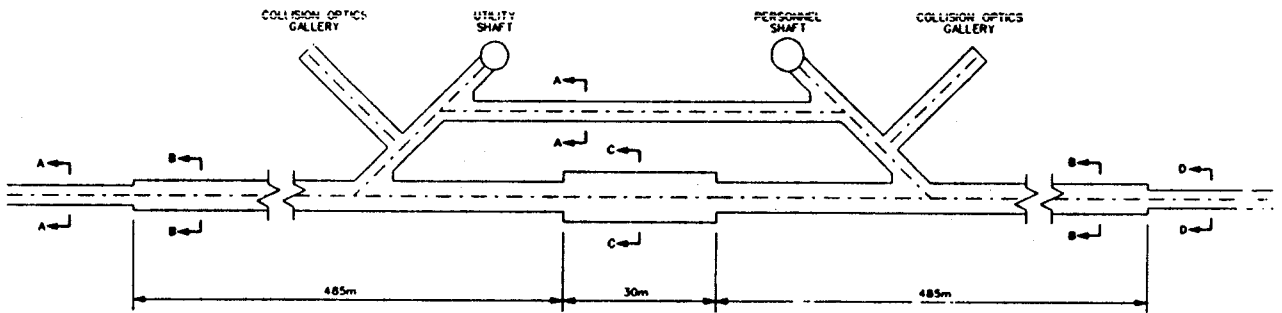 COLLISION OPTICS
GALLERY
UTILITY
SHAFT
PERSONNEL
SHAFT
COLLISION OPTICS
GALLERY
A
A
A
A
B
B
C
C
B
B
D
D
485m
30m
485m